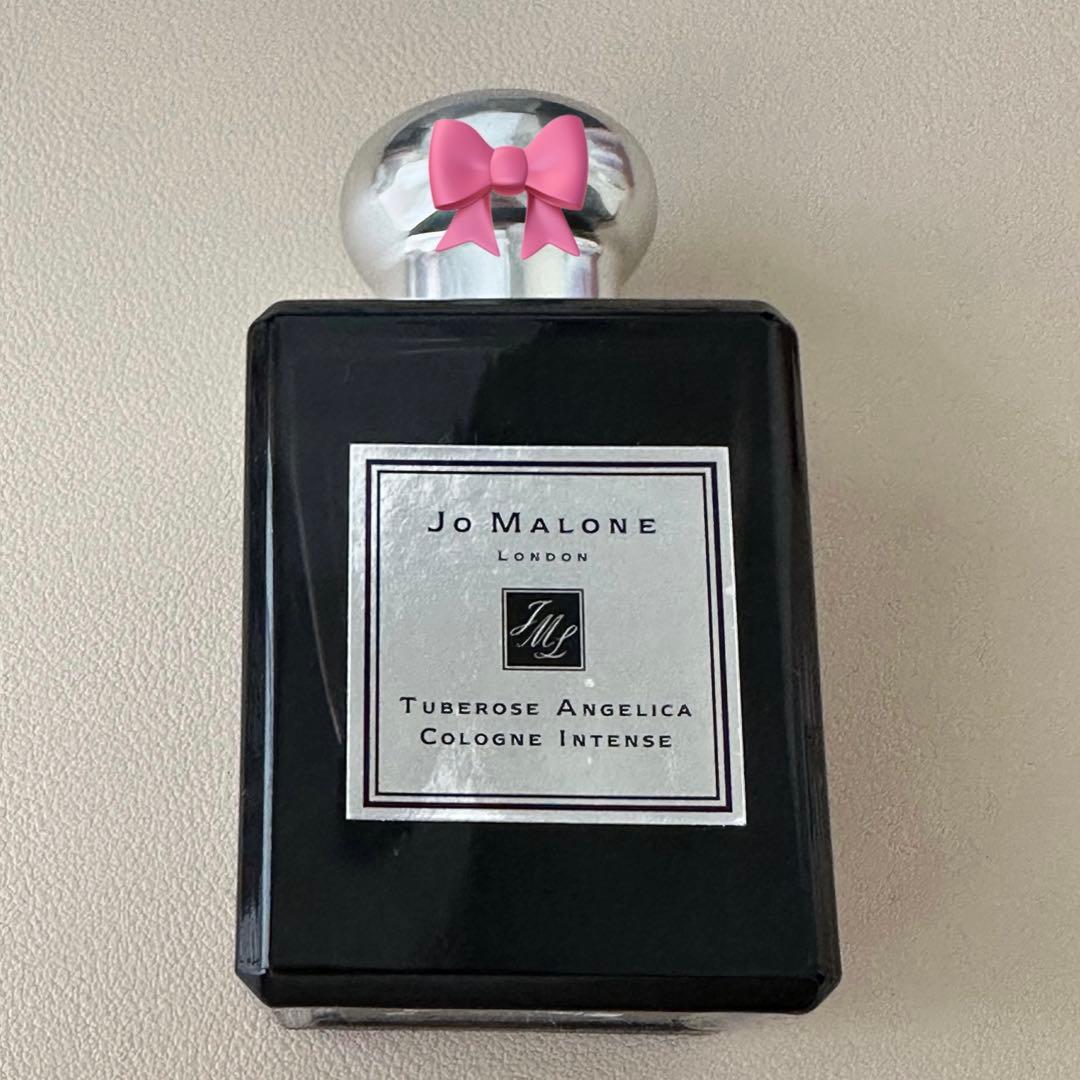 Jo Malone
London
JML
Tuberose Angelica
Cologne Intense